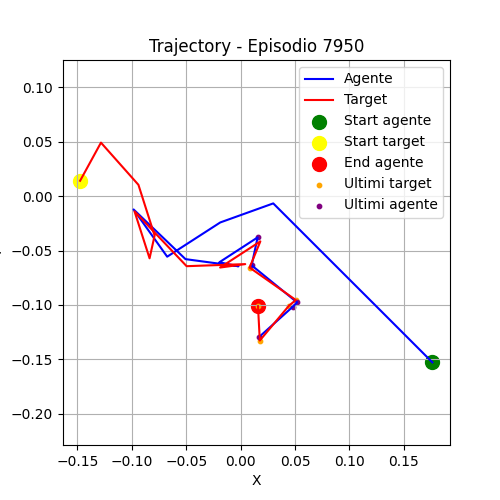 Trajectory - Episodio 7950
Agente
Target
Start agente
Start target
End agente
Ultimi target
Ultimi agente
0.10
0.05
0.00
−0.05
−0.10
−0.15
−0.20
−0.15
−0.10
−0.05
0.00
0.05
0.10
0.15
X